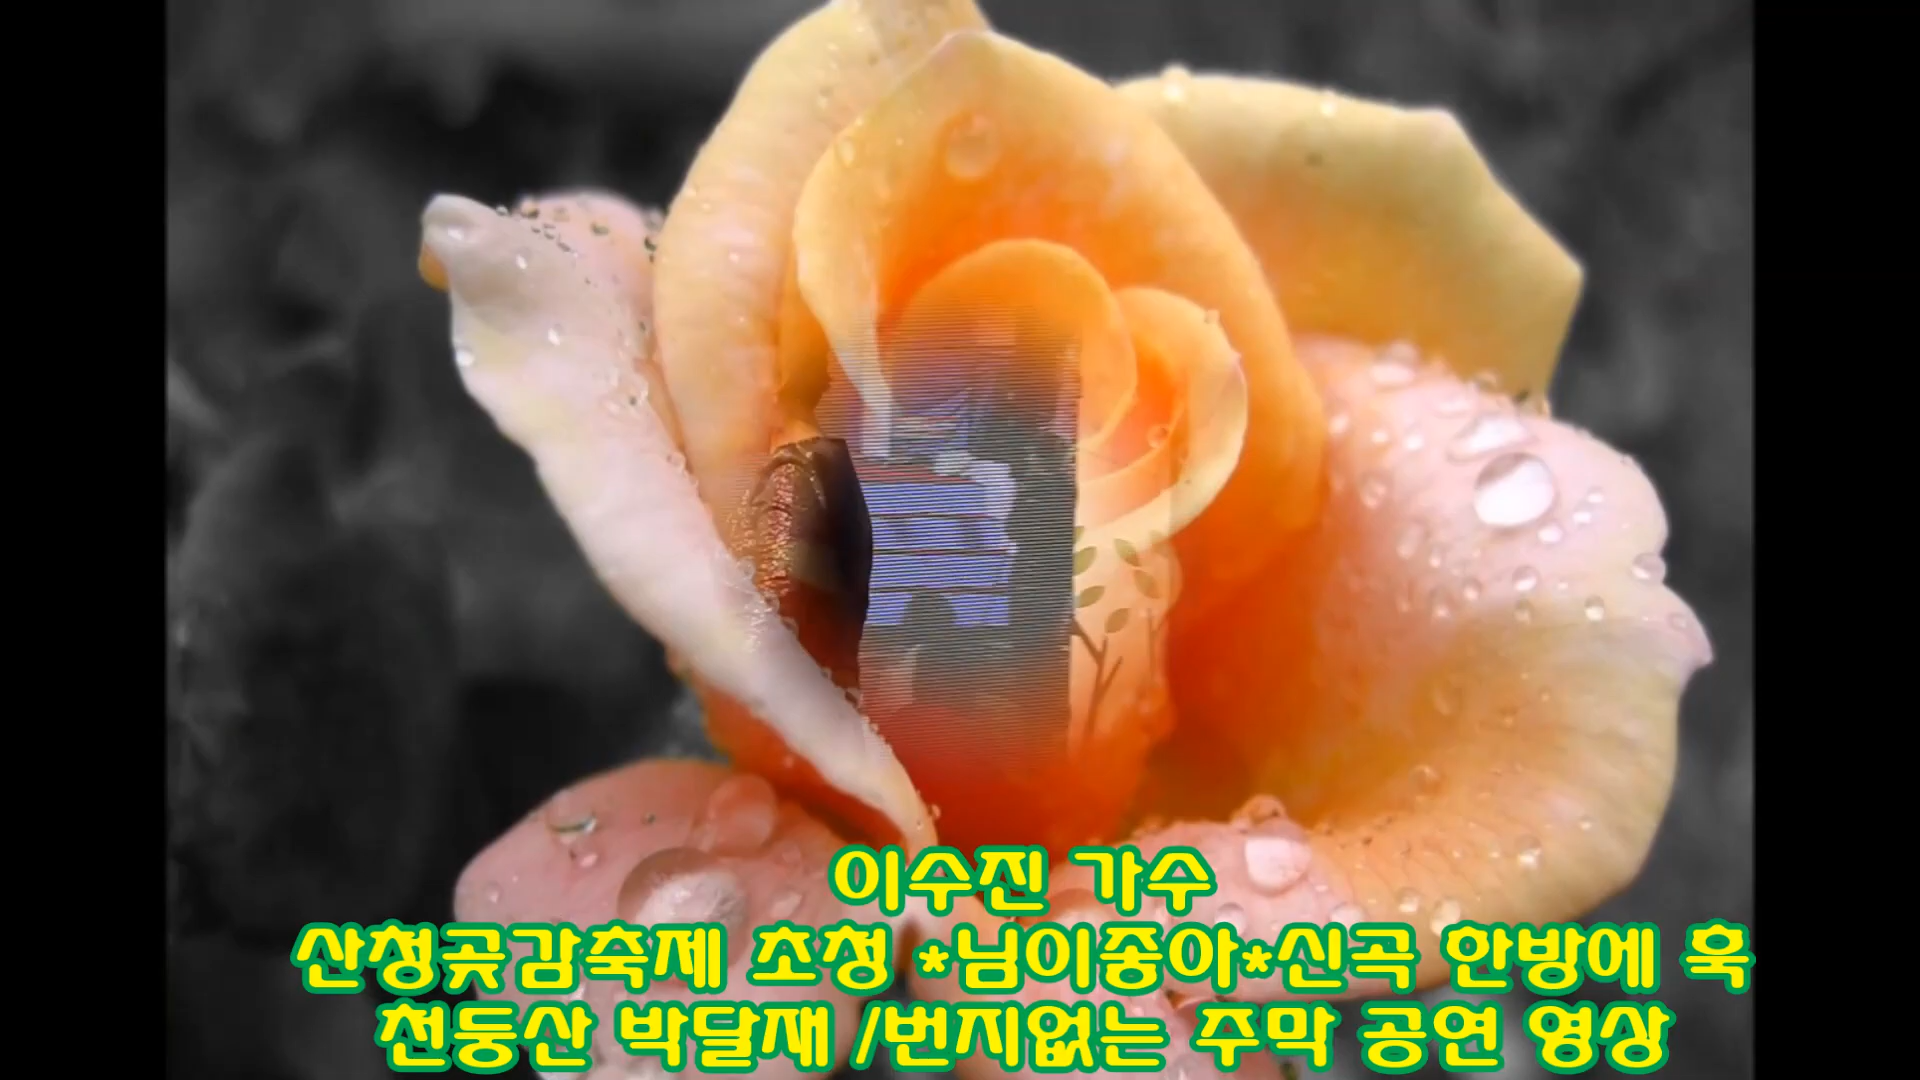 이수진 가수
산청곶감축제 초청 *님이좋아*신곡 한방에 훅
천둥산 박달재 /번지없는 주막 공연 영상